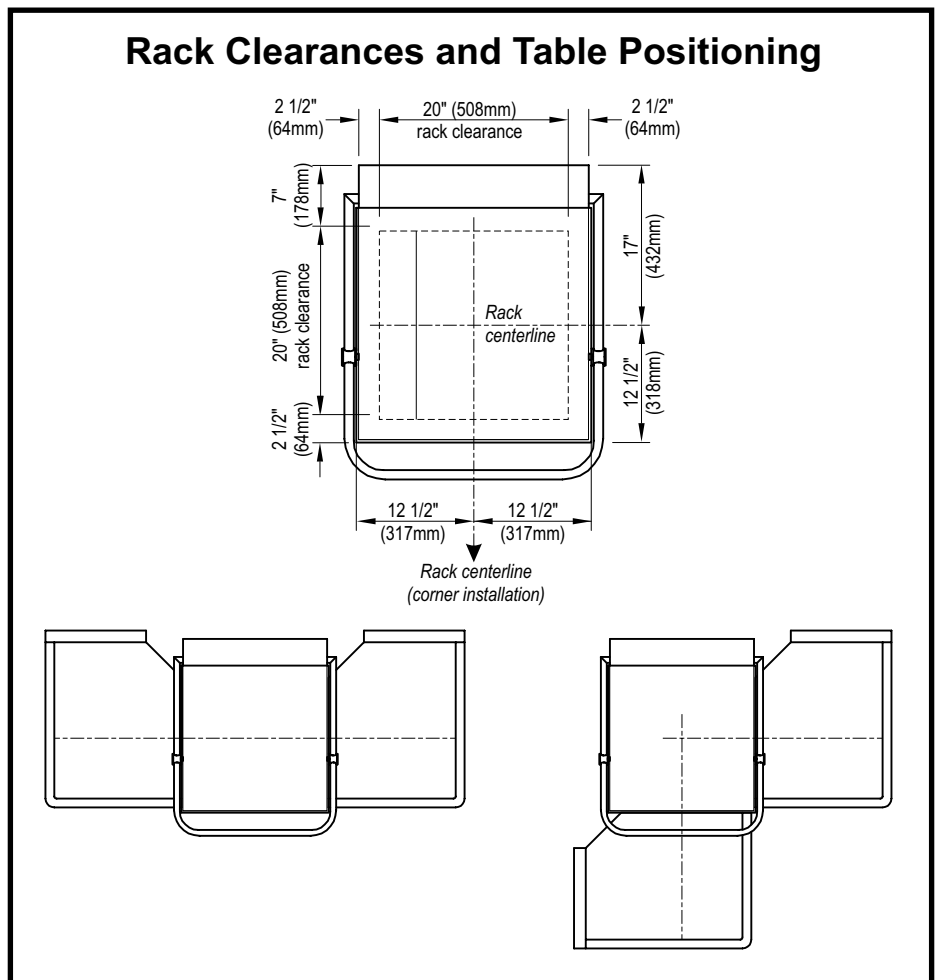 Rack Clearances and Table Positioning
2 1/2"
(64mm)
20" (508mm)
rack clearance
2 1/2"
(64mm)
7"
(178mm)
17"
(432mm)
20" (508mm)
rack clearance
Rack
centerline
12 1/2"
(318mm)
2 1/2"
(64mm)
12 1/2"
(317mm)
12 1/2"
(317mm)
Rack centerline
(corner installation)